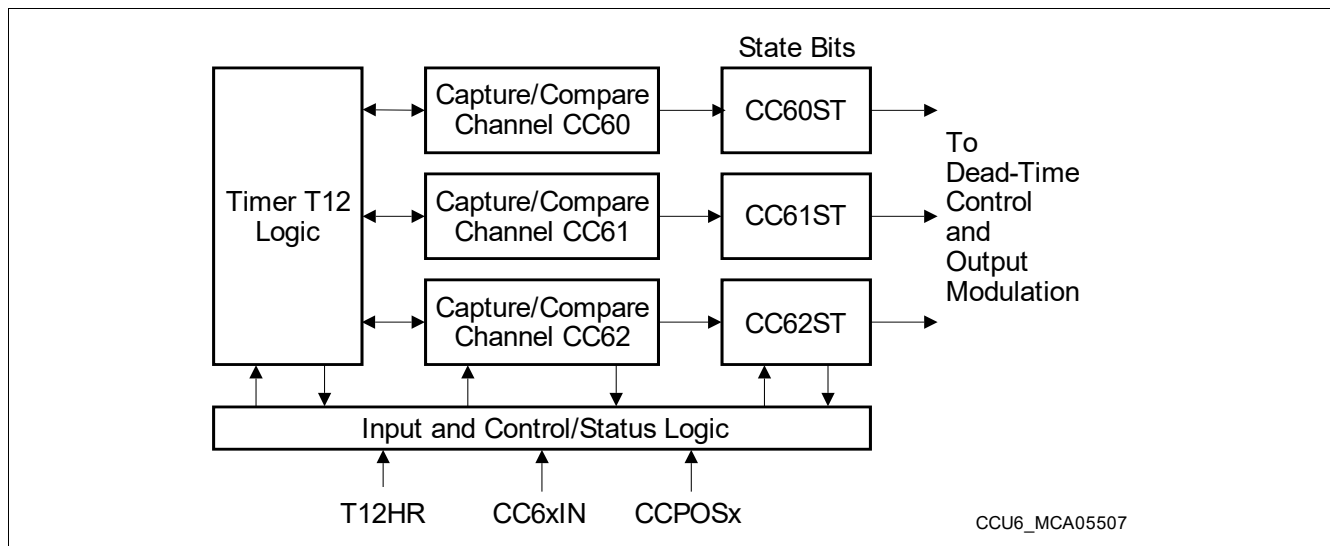 State Bits
Timer T12
Logic
Capture/Compare
Channel CC60
CC60ST
Capture/Compare
Channel CC61
CC61ST
Capture/Compare
Channel CC62
CC62ST
To
Dead-Time
Control
and
Output
Modulation
Input and Control/Status Logic
T12HR
CC6xIN
CCPOSx
CCU6_MCA05507